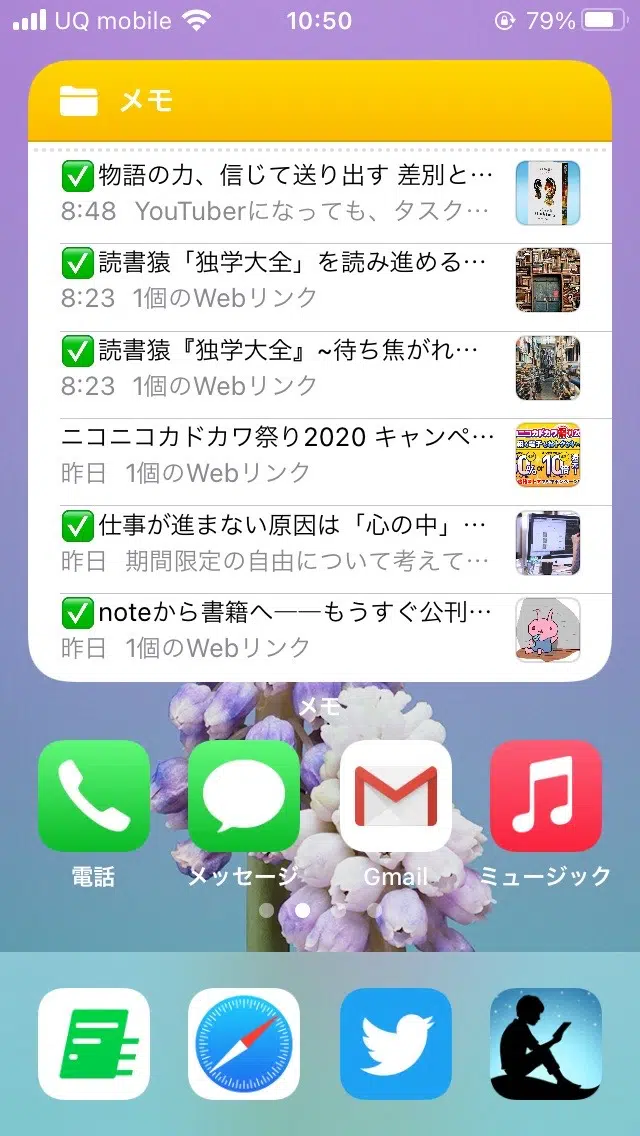 UQ mobile 10:50 79%
メモ
✅物語の力、信じて送り出す 差別と…
8:48 YouTuberになっても、タスク…
✅読書猿「独学大全」を読み進める…
8:23 1個のWebリンク
✅読書猿『独学大全』~待ち焦がれ…
8:23 1個のWebリンク
ニコニコカドカワ祭り2020 キャンペ…
昨日 1個のWebリンク
✅仕事が進まない原因は「心の中」…
昨日 期間限定の自由について考えて…
✅noteから書籍へ――もうすぐ公刊…
昨日 1個のWebリンク
メモ
電話 メッセージ Gmail ミュージック